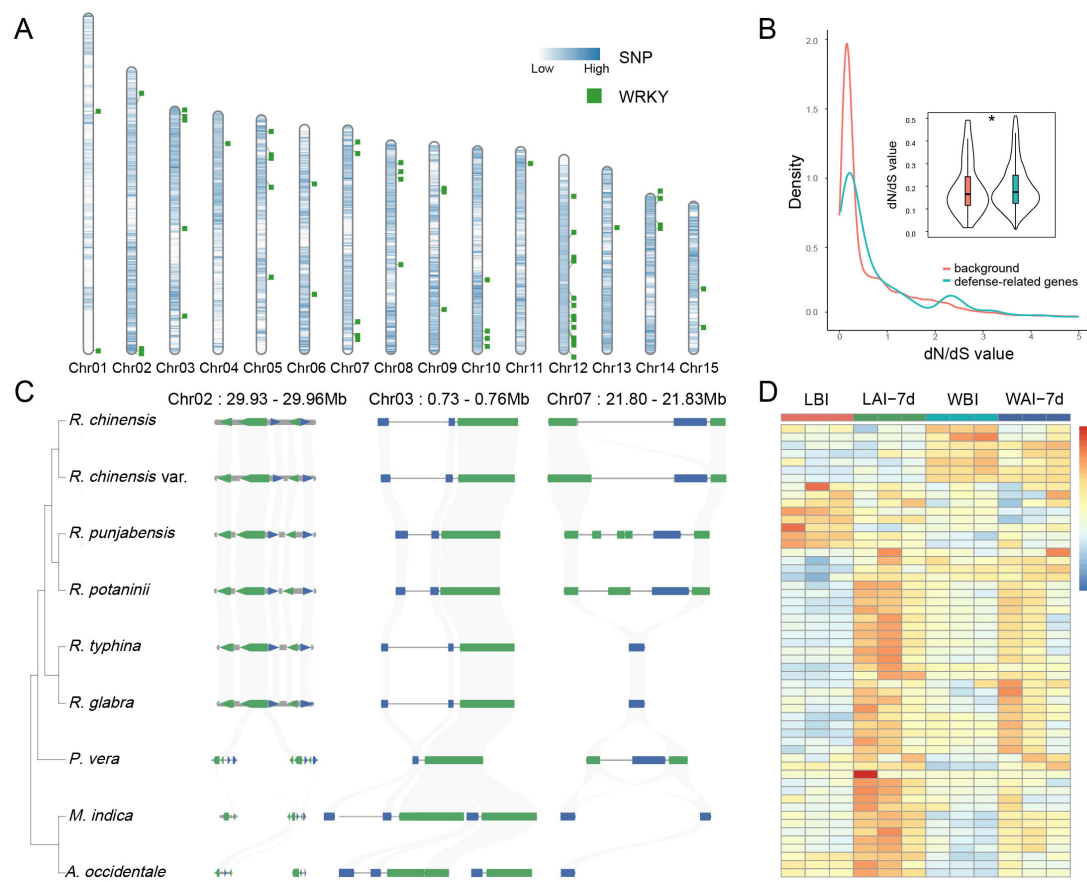 A
SNP
Low High
WRKY
Chr01 Chr02 Chr03 Chr04 Chr05 Chr06 Chr07 Chr08 Chr09 Chr10 Chr11 Chr12 Chr13 Chr14 Chr15
B
2.0
1.5
1.0
0.5
0.0
Density
0 1 2 3 4 5
dN/dS value
*
0.5
0.4
0.3
0.2
0.1
0.0
dN/dS value
background
defense-related genes
C
Chr02 : 29.93 - 29.96Mb Chr03 : 0.73 - 0.76Mb Chr07 : 21.80 - 21.83Mb
R. chinensis
R. chinensis var.
R. punjabensis
R. potaninii
R. typhina
R. glabra
P. vera
M. indica
A. occidentale
D
LBI LAI−7d WBI WAI−7d